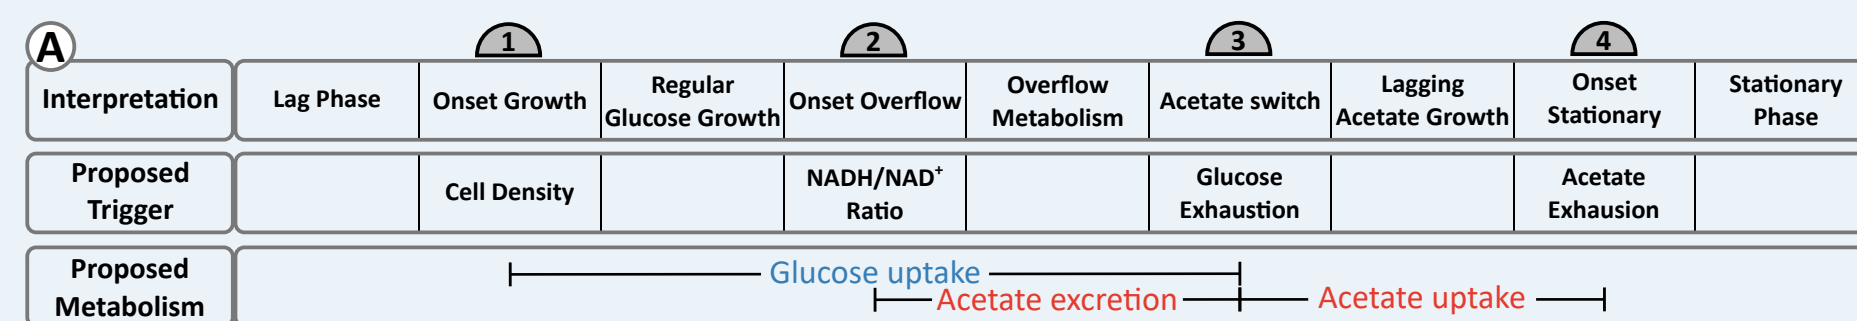 A
1 2 3 4
Interpretation
Lag Phase
Onset Growth
Regular
Glucose Growth
Onset Overflow
Overflow
Metabolism
Acetate switch
Lagging
Acetate Growth
Onset
Stationary
Stationary
Phase
Proposed
Trigger
Cell Density
NADH/NAD⁺
Ratio
Glucose
Exhaustion
Acetate
Exhausion
Proposed
Metabolism
Glucose uptake
Acetate excretion
Acetate uptake